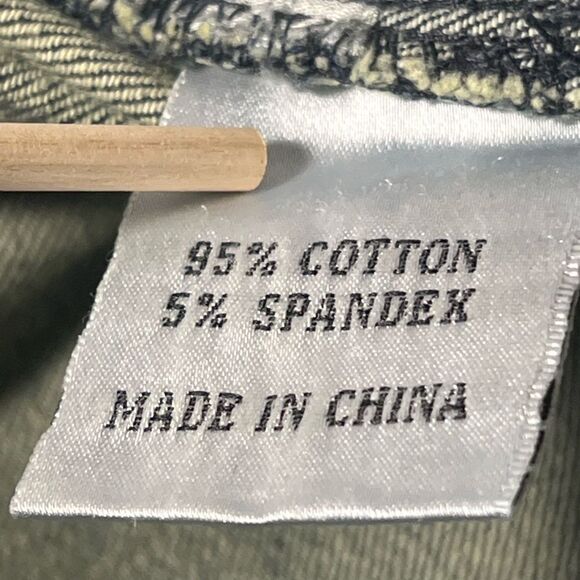 95% COTTON
5% SPANDEX
MADE IN CHINA